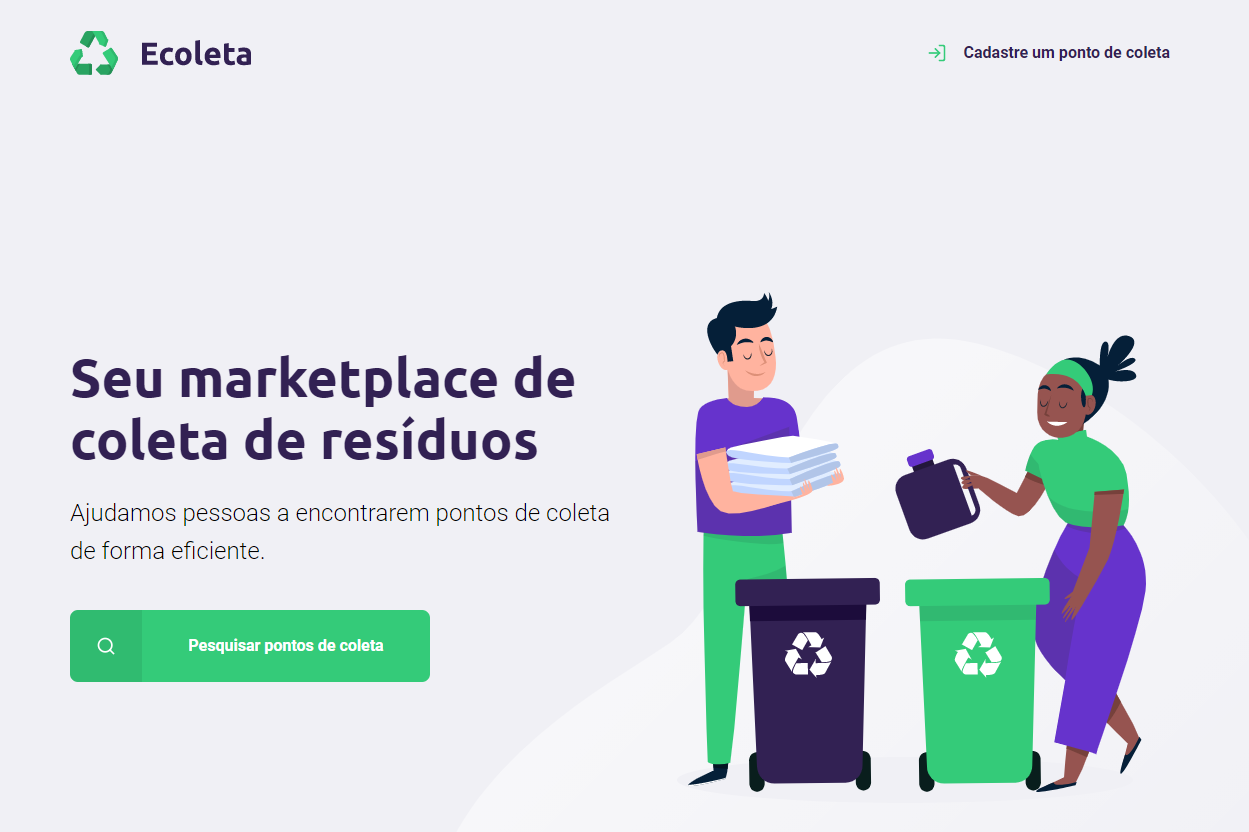 Ecoleta
Cadastre um ponto de coleta
Seu marketplace de
coleta de resíduos
Ajudamos pessoas a encontrarem pontos de coleta
de forma eficiente.
Pesquisar pontos de coleta